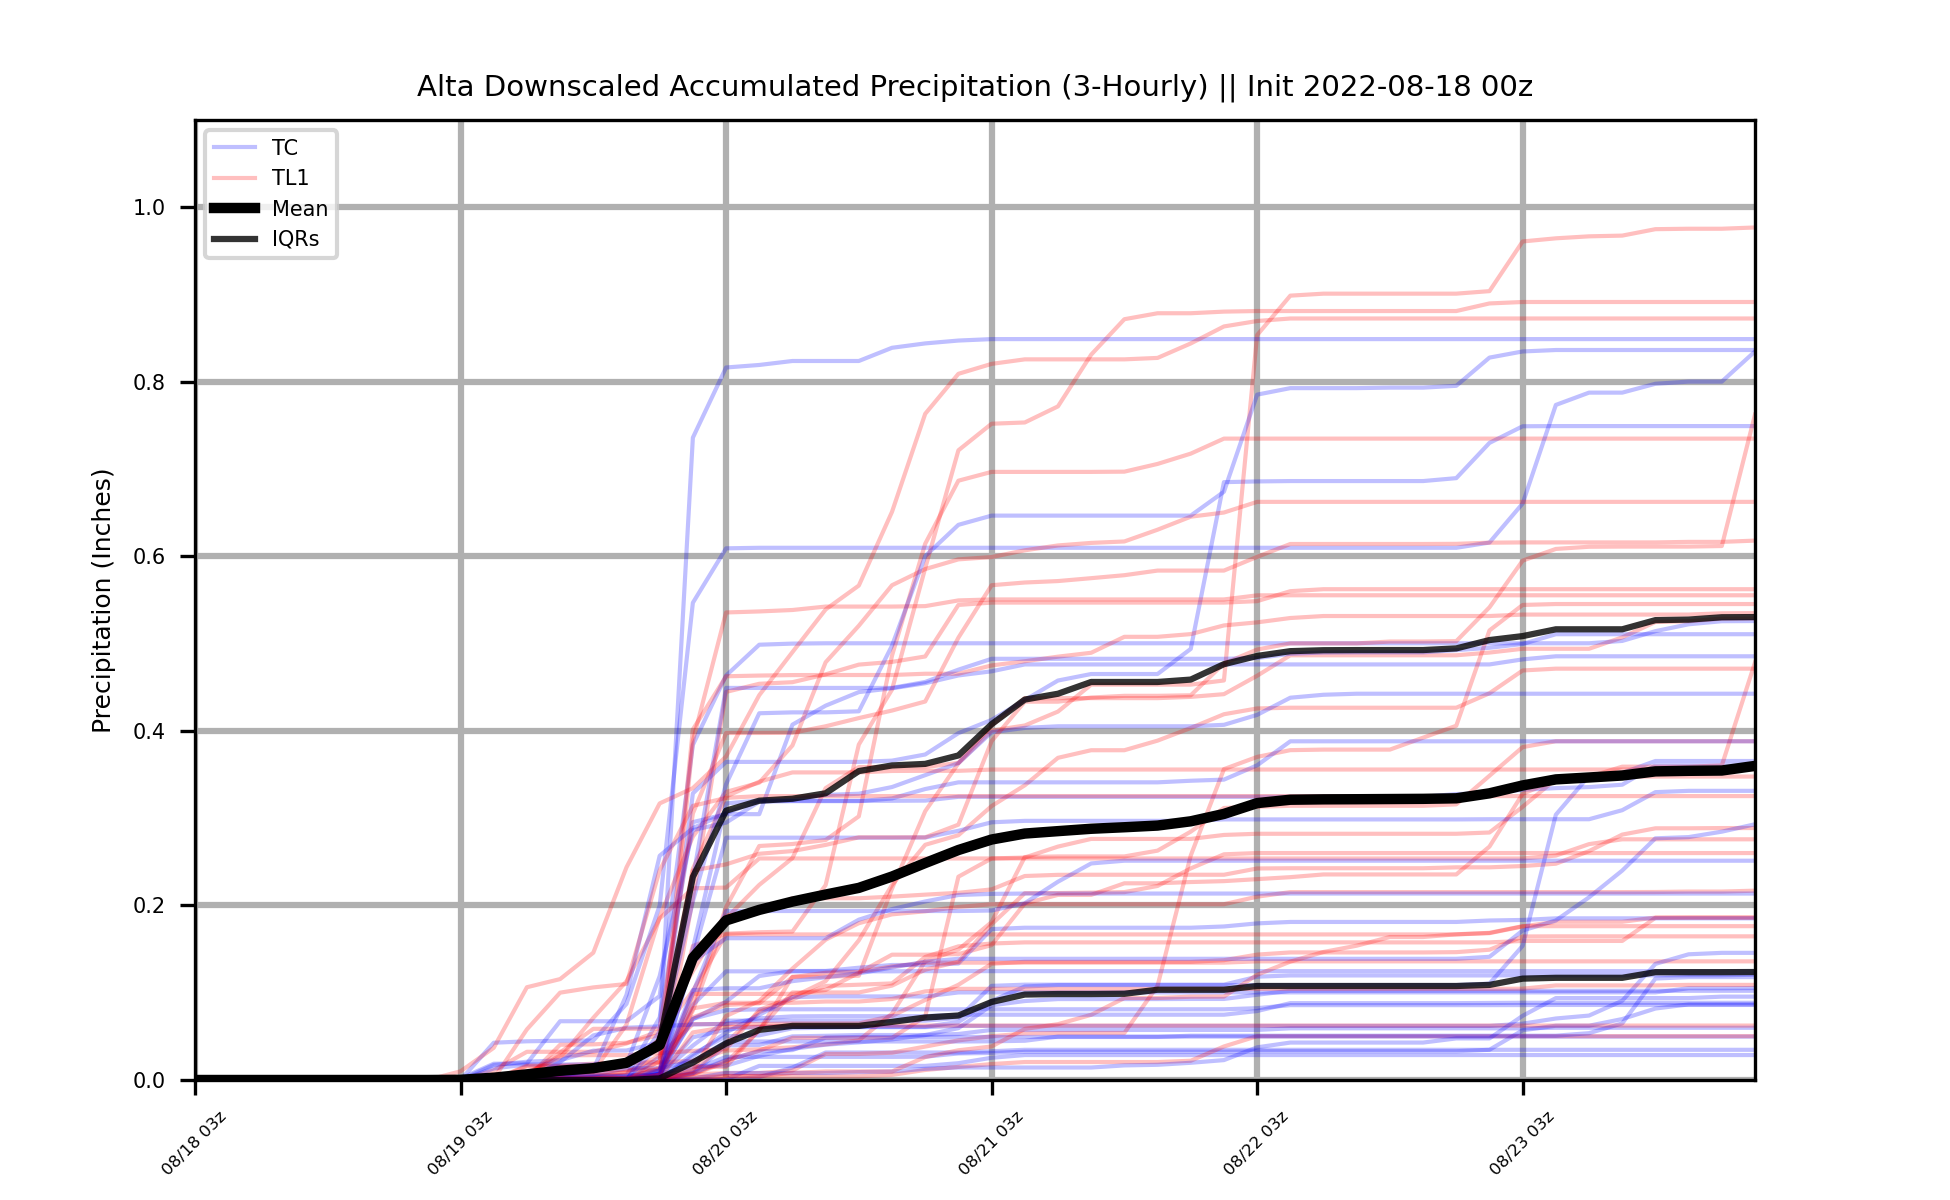 Alta Downscaled Accumulated Precipitation (3-Hourly) || Init 2022-08-18 00z
TC
TL1
Mean
IQRs
Precipitation (Inches)
1.0
0.8
0.6
0.4
0.2
0.0
08/18 03z
08/19 03z
08/20 03z
08/21 03z
08/22 03z
08/23 03z